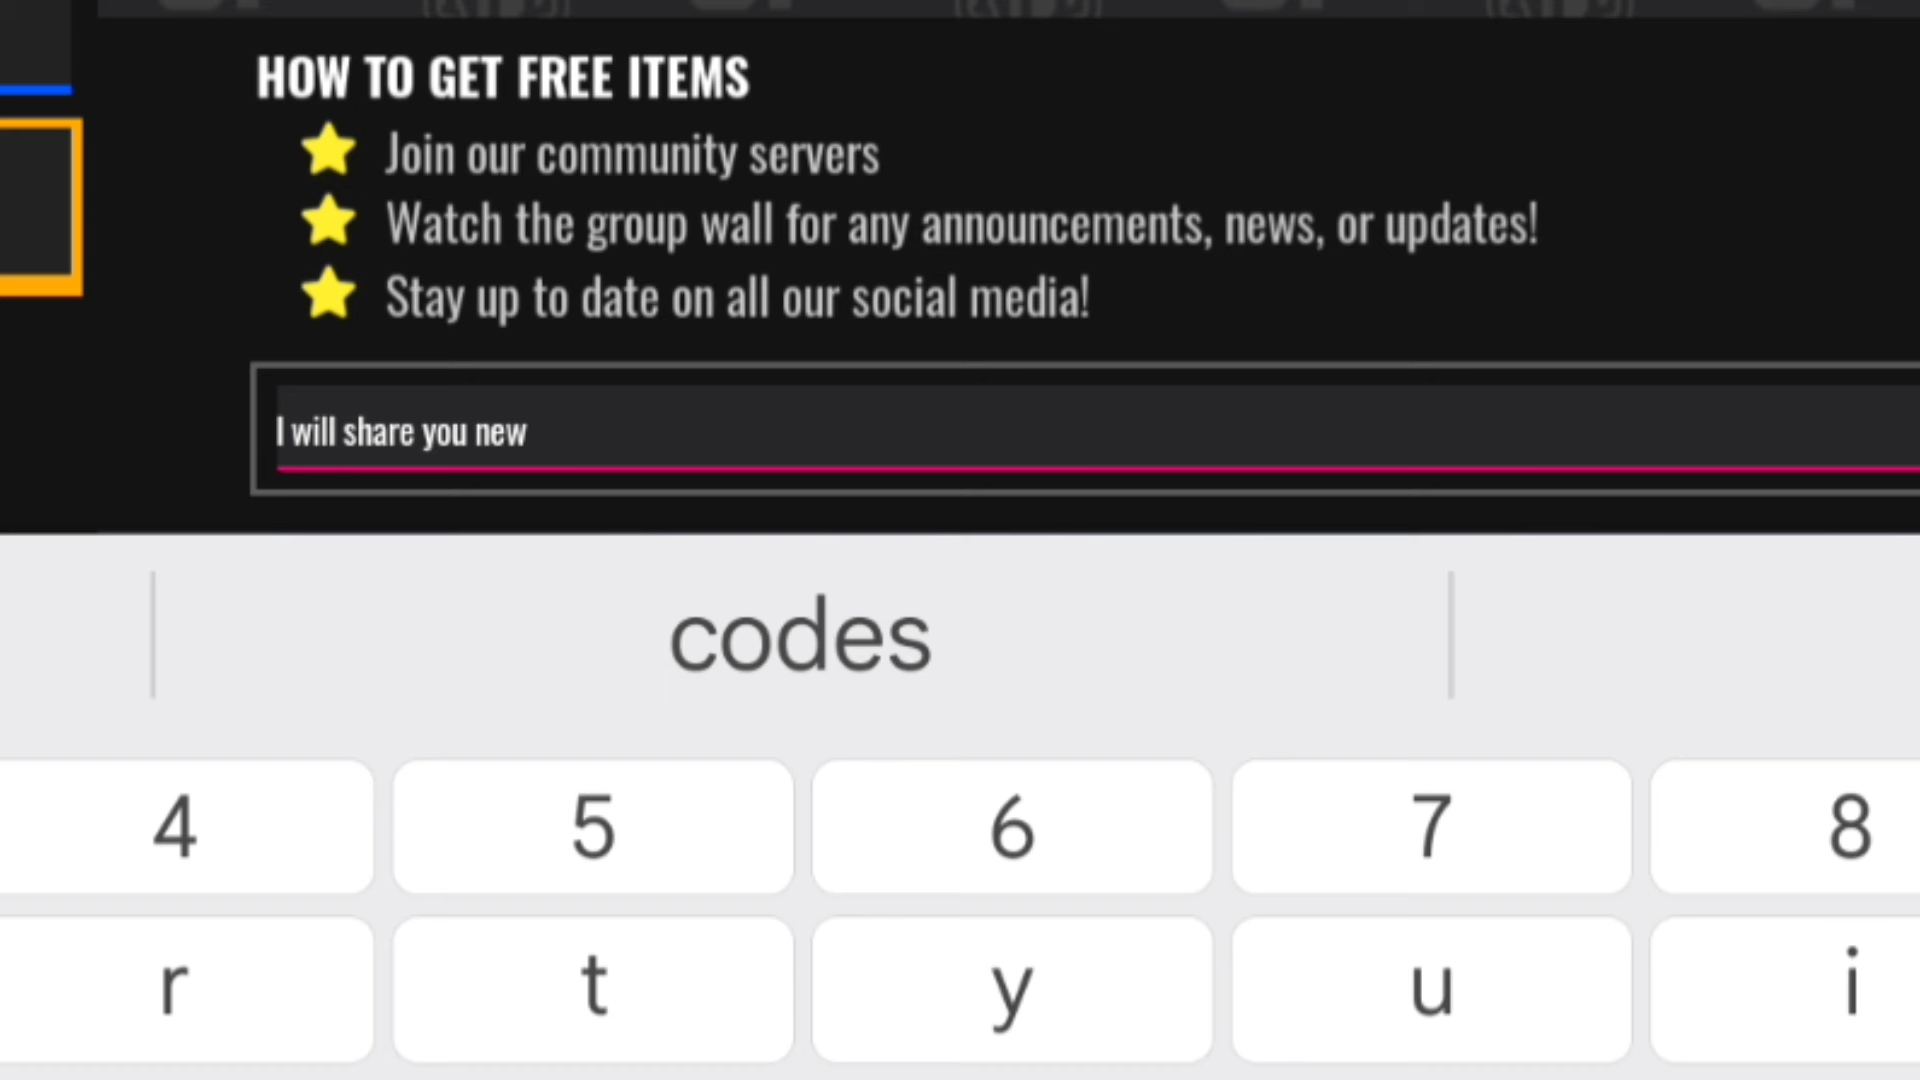 HOW TO GET FREE ITEMS
Join our community servers
Watch the group wall for any announcements, news, or updates!
Stay up to date on all our social media!
I will share you new
codes
4 5 6 7 8
r t y u i